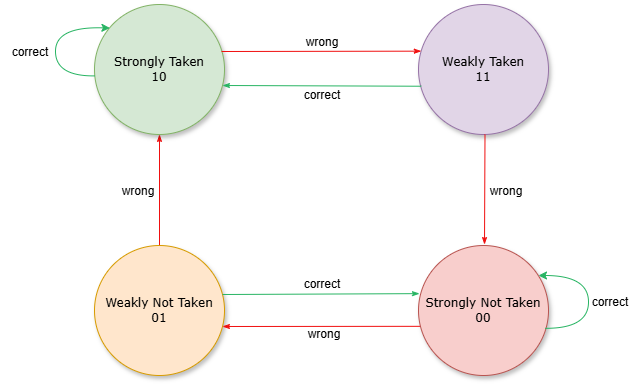 wrong
correct
Strongly Taken
10
Weakly Taken
11
correct
wrong
wrong
correct
Weakly Not Taken
01
Strongly Not Taken
00
correct
wrong